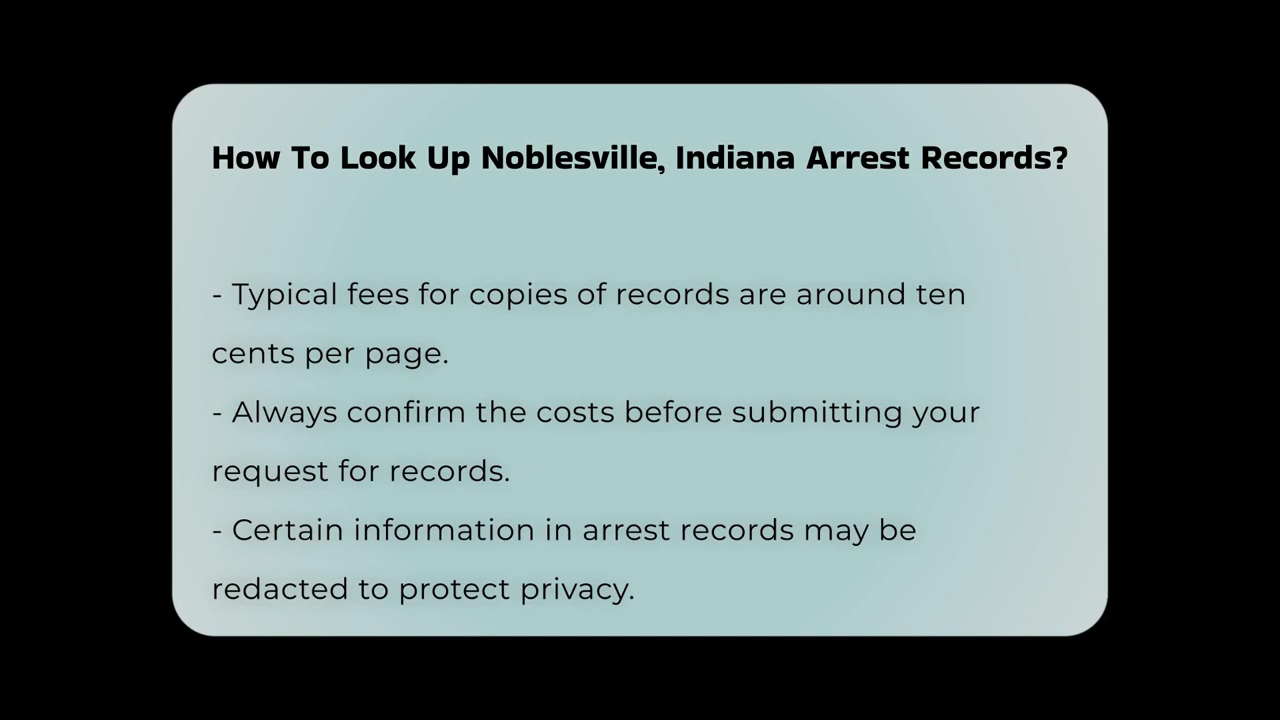 How To Look Up Noblesville, Indiana Arrest Records?
- Typical fees for copies of records are around ten
cents per page.
- Always confirm the costs before submitting your
request for records.
- Certain information in arrest records may be
redacted to protect privacy.